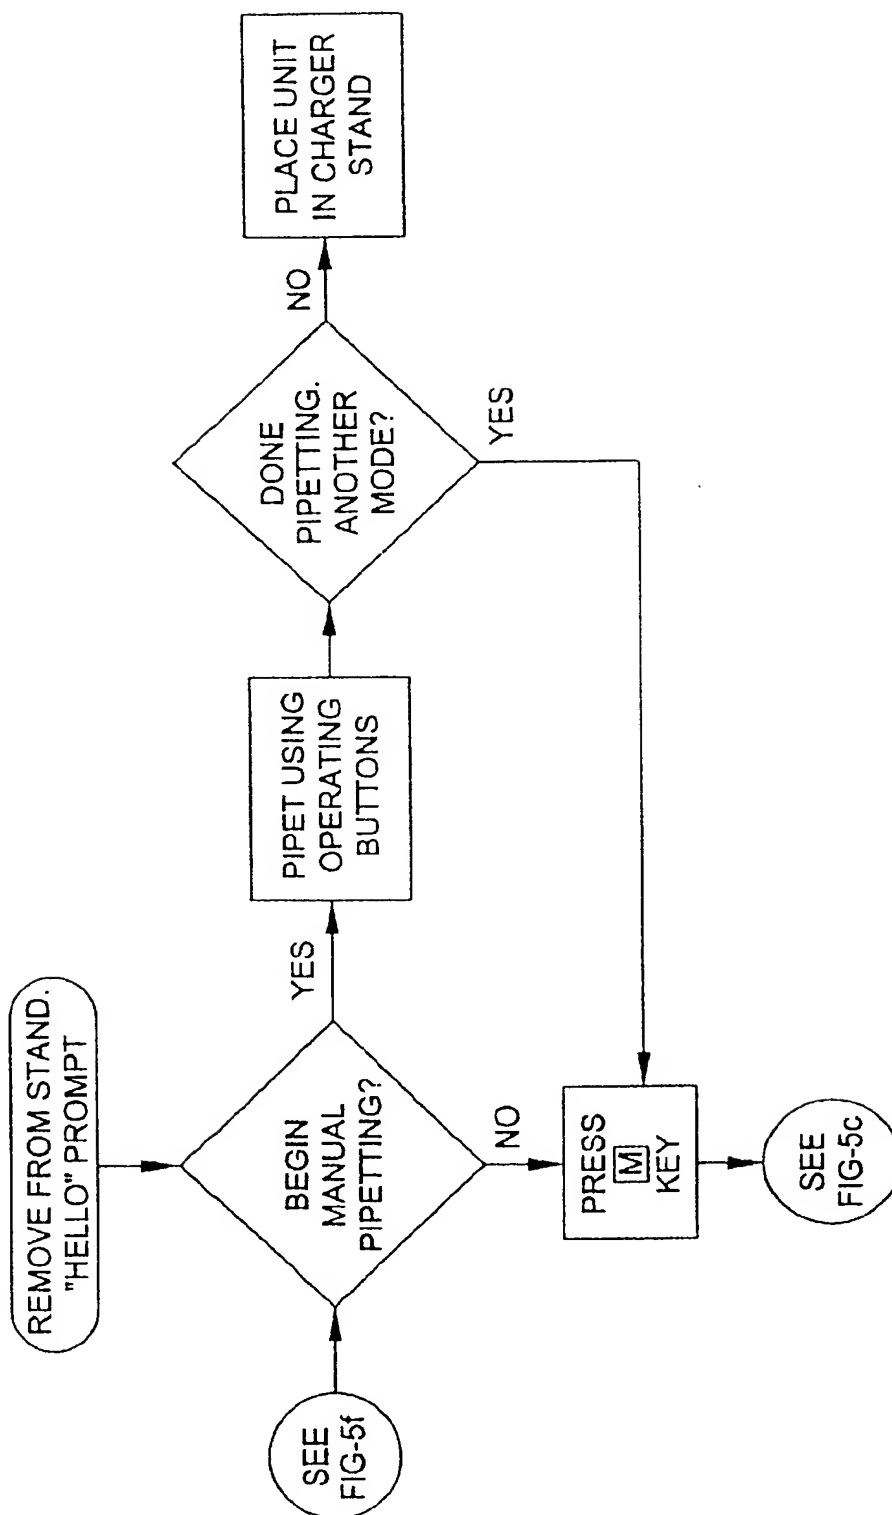 REMOVE FROM STAND.
"HELLO" PROMPT
SEE
FIG-5f
BEGIN
MANUAL
PIPETTING?
YES
PIPET USING
OPERATING
BUTTONS
DONE
PIPETTING.
ANOTHER
MODE?
NO
PLACE UNIT
IN CHARGER
STAND
YES
NO
PRESS
M
KEY
SEE
FIG-5c